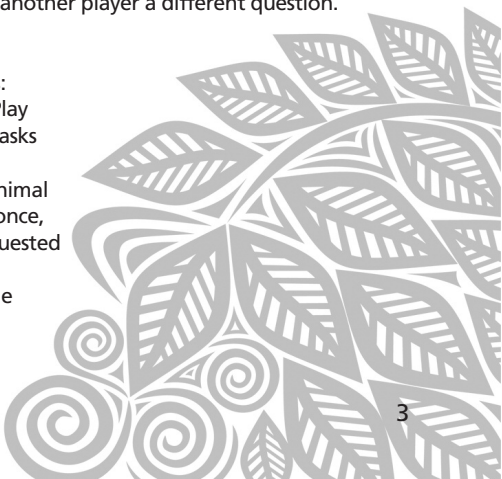 another player a different question.
:
Play
asks
nimal
once,
uested
e
3